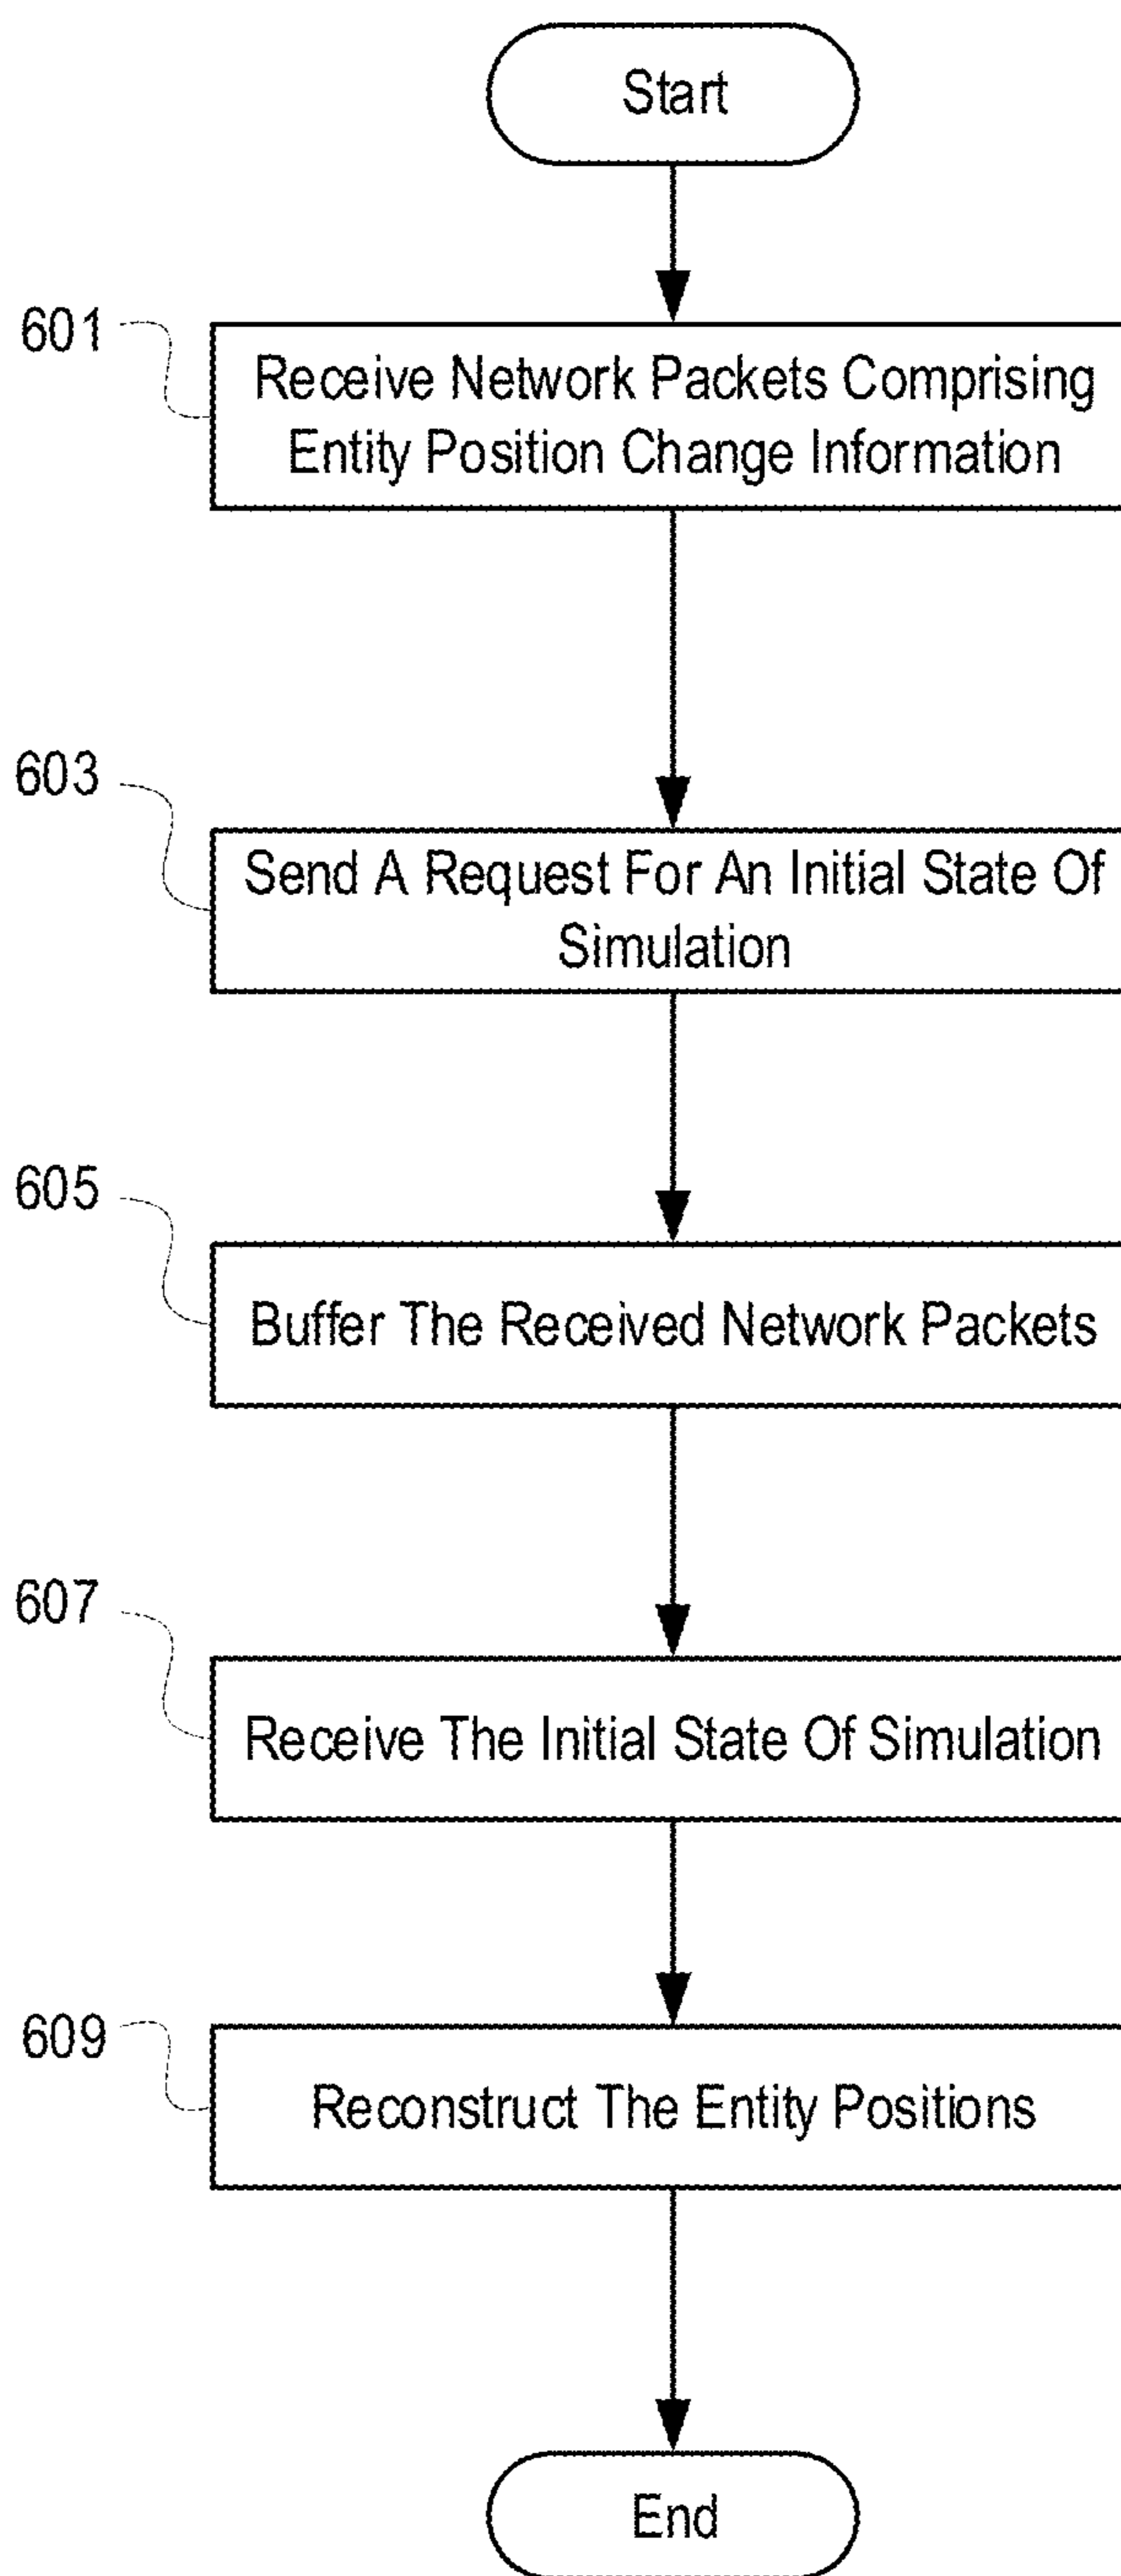 Start
601
Receive Network Packets Comprising
Entity Position Change Information
603
Send A Request For An Initial State Of
Simulation
605
Buffer The Received Network Packets
607
Receive The Initial State Of Simulation
609
Reconstruct The Entity Positions
End